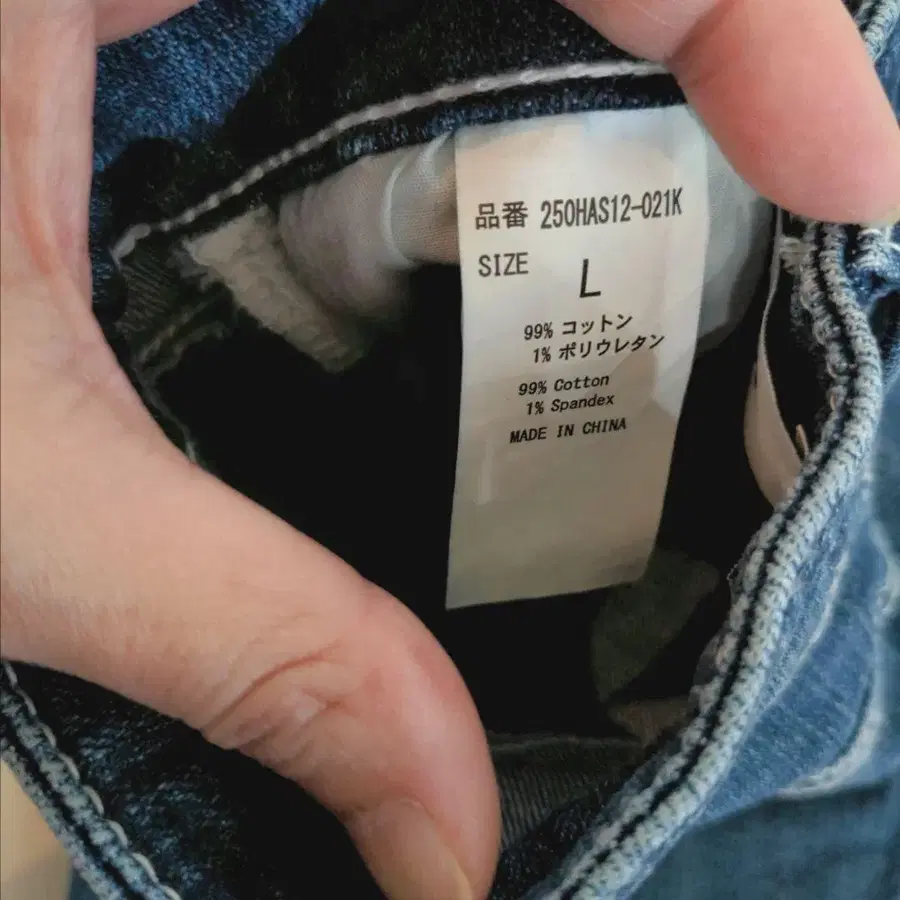 品番 250HAS12-021K
SIZE L
99% コットン
1% ポリウレタン
99% Cotton
1% Spandex
MADE IN CHINA